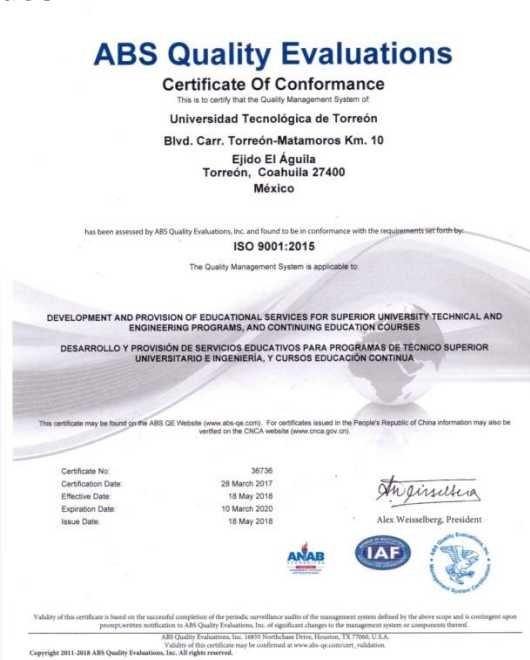 ABS Quality Evaluations
Certificate Of Conformance
This is to certify that the Quality Management System of:
Universidad Tecnológica de Torreón
Blvd. Carr. Torreón-Matamoros Km. 10
Ejido El Águila
Torreón, Coahuila 27400
México
has been assessed by ABS Quality Evaluations, Inc. and found to be in conformance with the requirements set forth by:
ISO 9001:2015
The Quality Management System is applicable to:
DEVELOPMENT AND PROVISION OF EDUCATIONAL SERVICES FOR SUPERIOR UNIVERSITY TECHNICAL AND
ENGINEERING PROGRAMS, AND CONTINUING EDUCATION COURSES
DESARROLLO Y PROVISIÓN DE SERVICIOS EDUCATIVOS PARA PROGRAMAS DE TÉCNICO SUPERIOR
UNIVERSITARIO E INGENIERÍA, Y CURSOS EDUCACIÓN CONTINUA
This certificate may be found on the ABS QE Website (www.abs-qe.com). For certificates issued in the People's Republic of China information may also be
verified on the CNCA website (www.cnca.gov.cn).
Certificate No: 36736
Certification Date: 28 March 2017
Effective Date: 18 May 2018
Expiration Date: 10 March 2020
Issue Date: 18 May 2018
Alex Weisselberg, President
ANAB
ACCREDITED
IAF
ABS Quality Evaluations, Inc.
Management System Certification
Validity of this certificate is based on the successful completion of the periodic surveillance audits of the management system defined by the above scope and is contingent upon
prompt,written notification to ABS Quality Evaluations, Inc. of significant changes to the management system or components thereof.
ABS Quality Evaluations, Inc. 16855 Northchase Drive, Houston, TX 77060, U.S.A.
Validity of this certificate may be confirmed at www.abs-qe.com/cert_validation.
Copyright 2011-2018 ABS Quality Evaluations, Inc. All rights reserved.